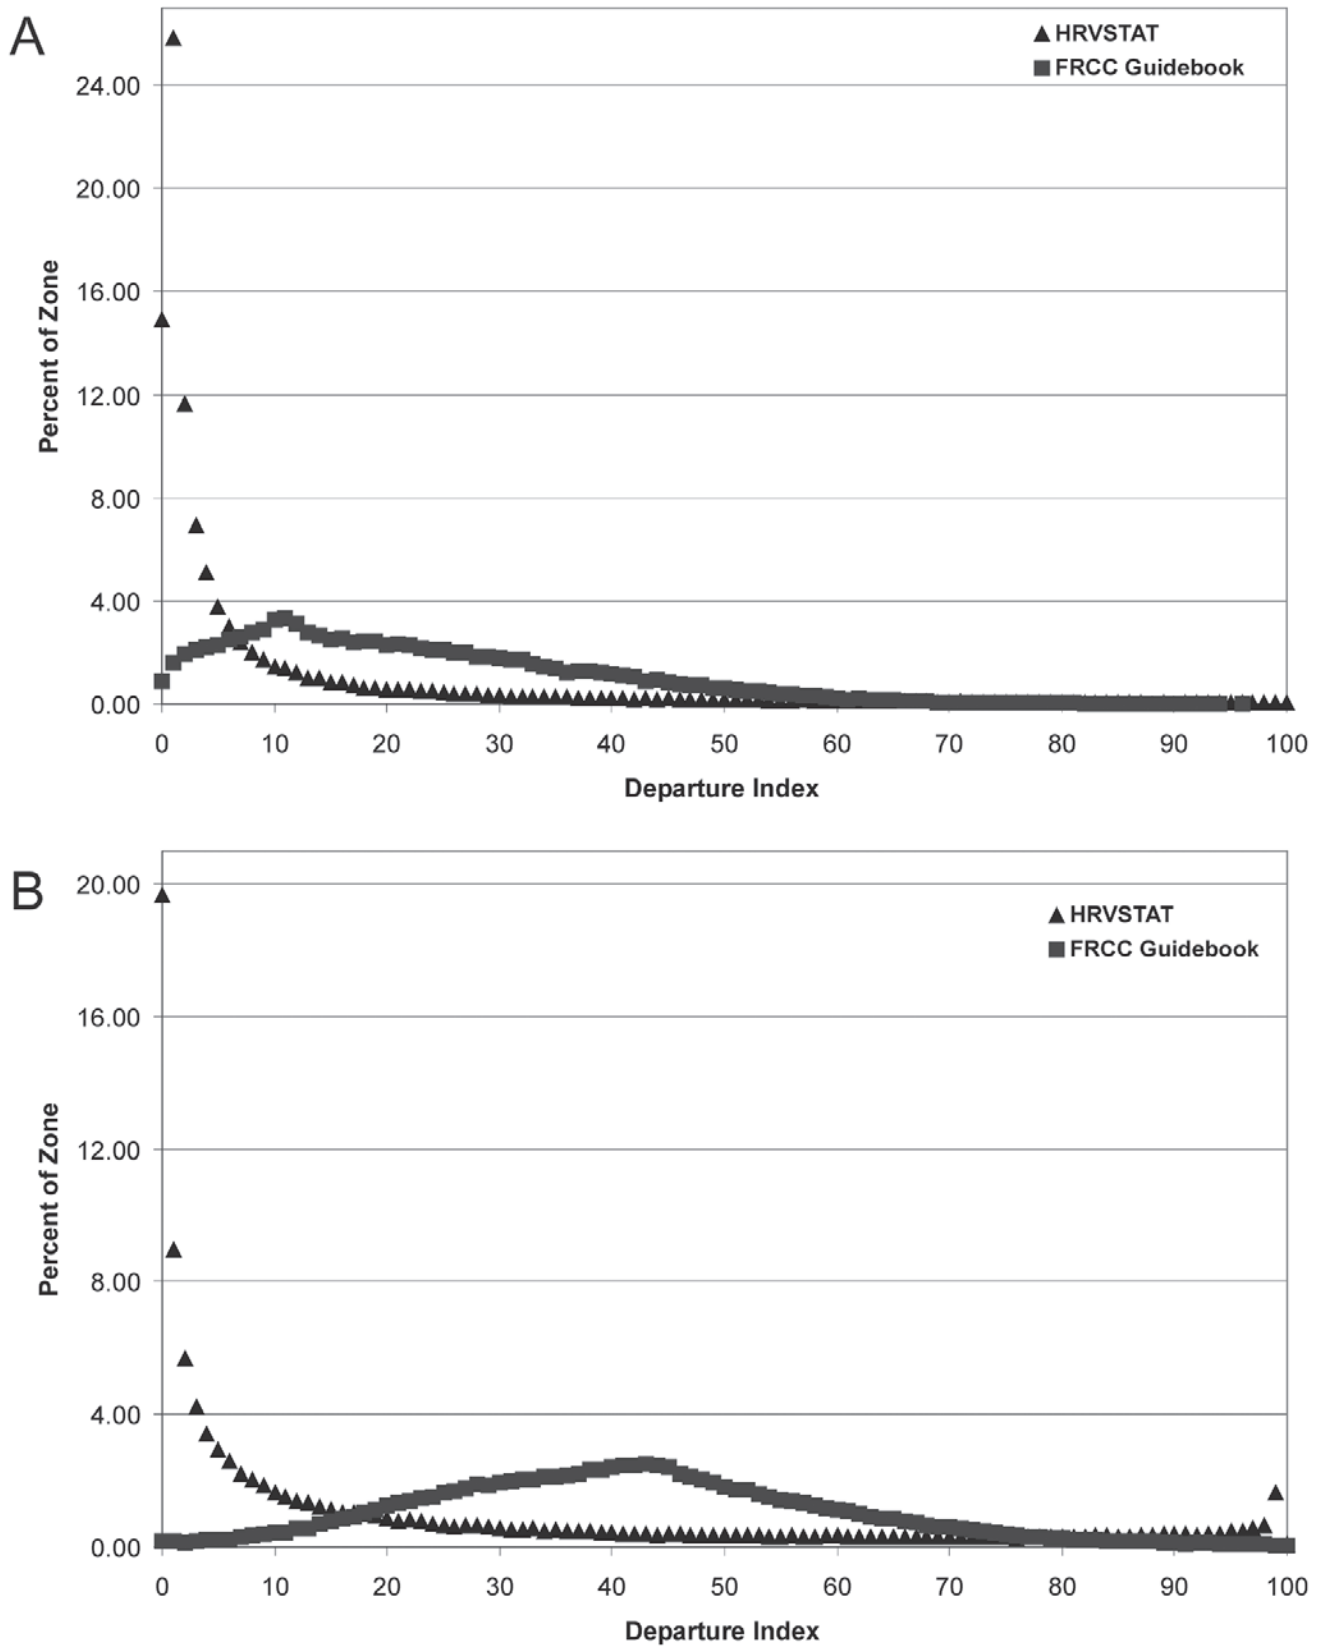 A
HRVSTAT
FRCC Guidebook
24.00
20.00
16.00
12.00
8.00
4.00
0.00
Percent of Zone
0 10 20 30 40 50 60 70 80 90 100
Departure Index
B
HRVSTAT
FRCC Guidebook
20.00
16.00
12.00
8.00
4.00
0.00
Percent of Zone
0 10 20 30 40 50 60 70 80 90 100
Departure Index